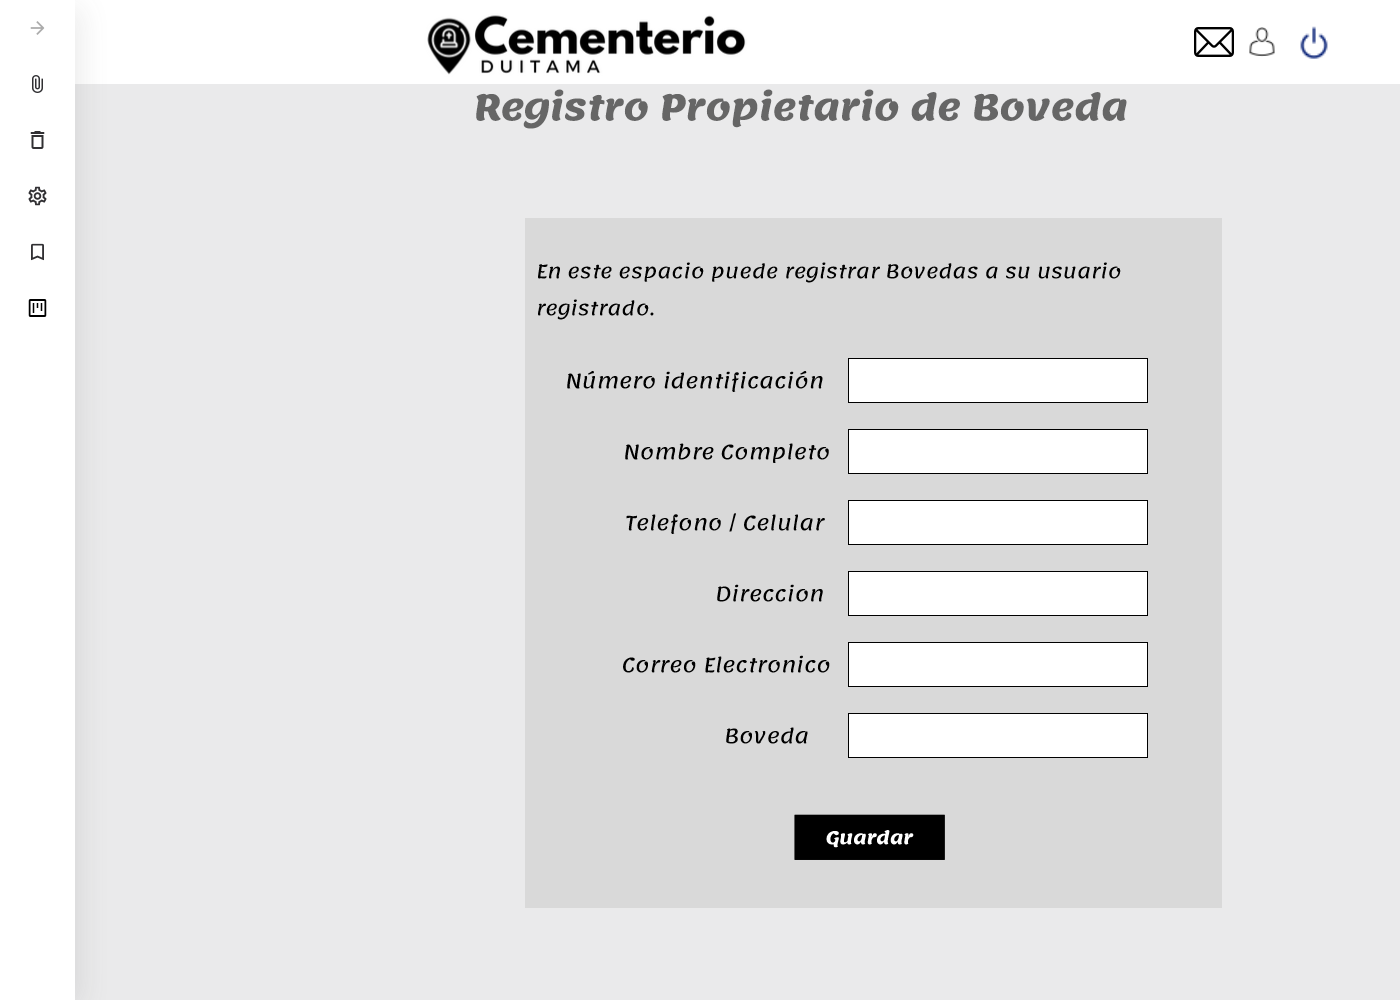 Cementerio
DUITAMA
Registro Propietario de Boveda
En este espacio puede registrar Bovedas a su usuario
registrado.
Número identificación
Nombre Completo
Telefono / Celular
Direccion
Correo Electronico
Boveda
Guardar